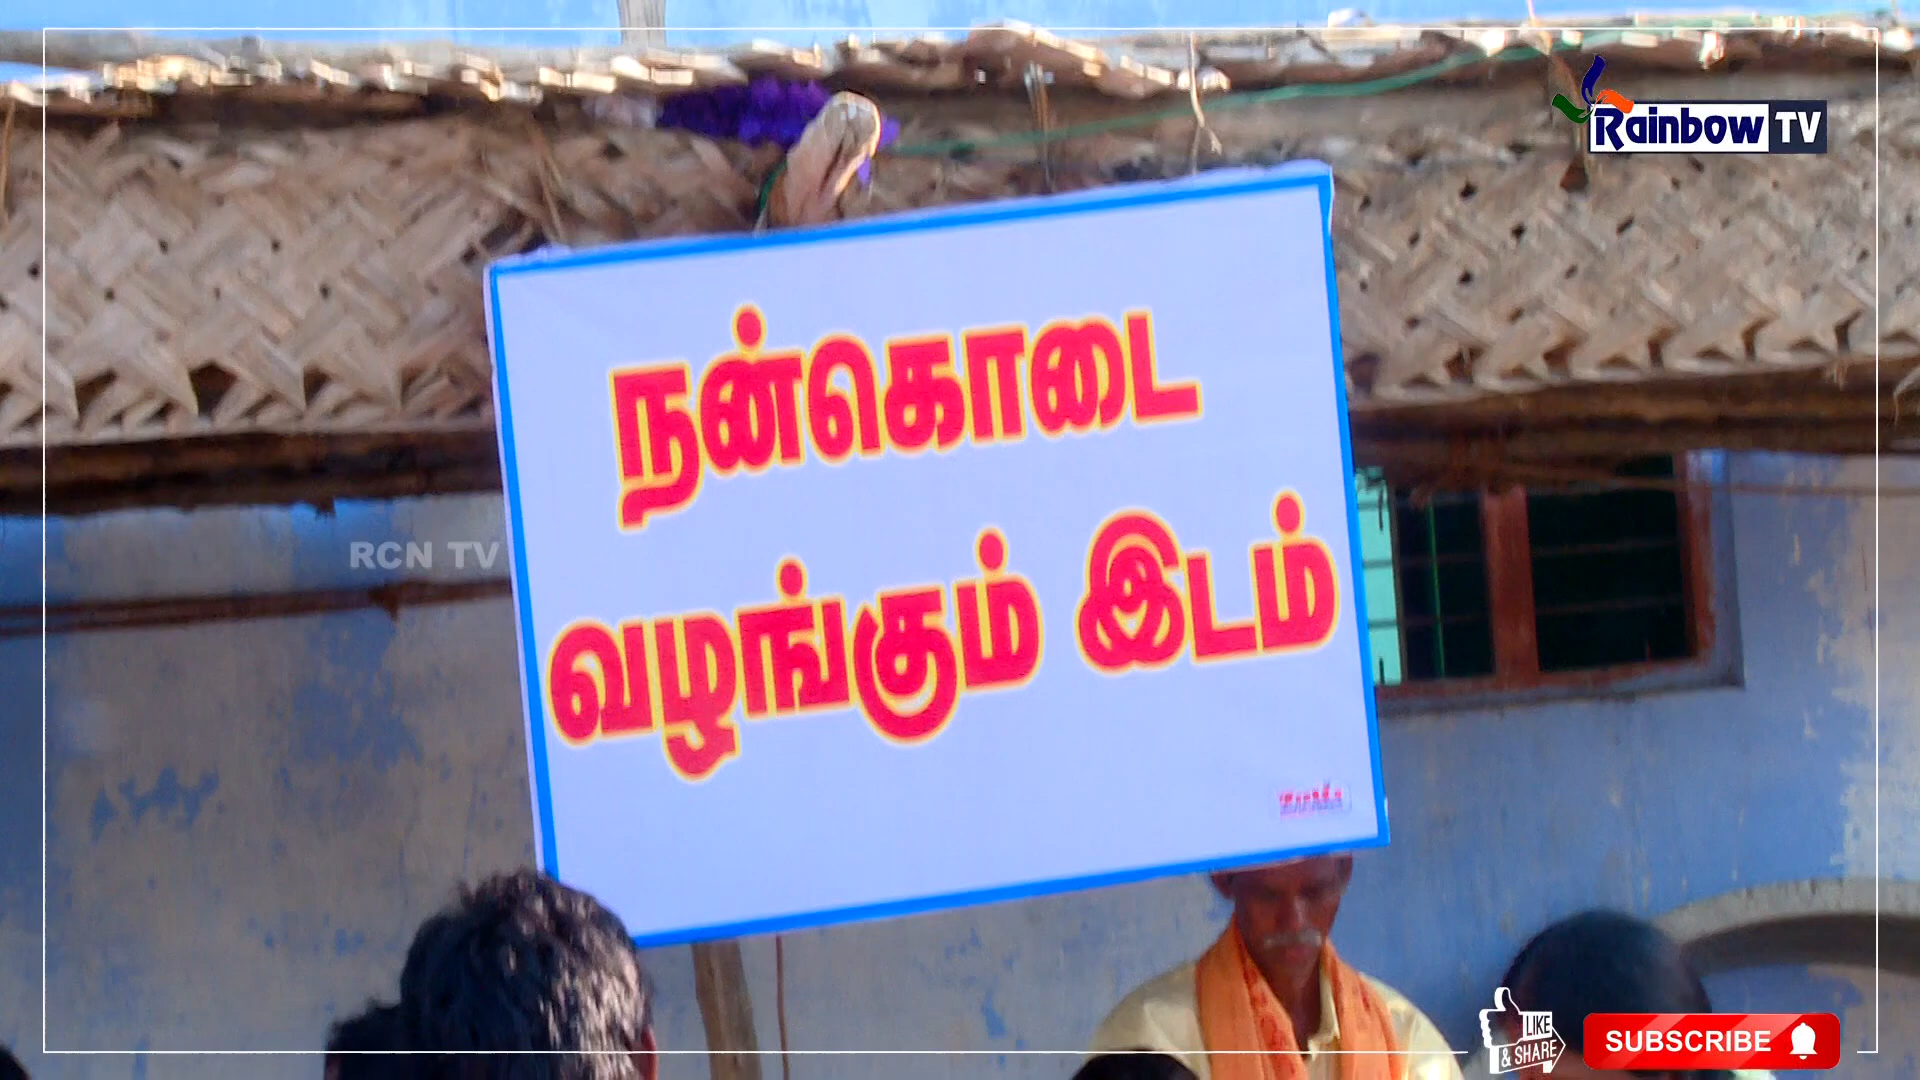 Rainbow TV
நன்கொடை
RCN TV
வழங்கும் இடம்
LIKE
& SHARE
SUBSCRIBE